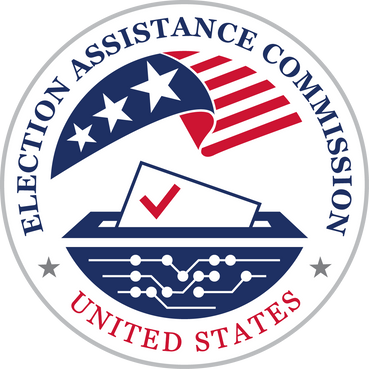 ELECTION ASSISTANCE COMMISSION
UNITED STATES